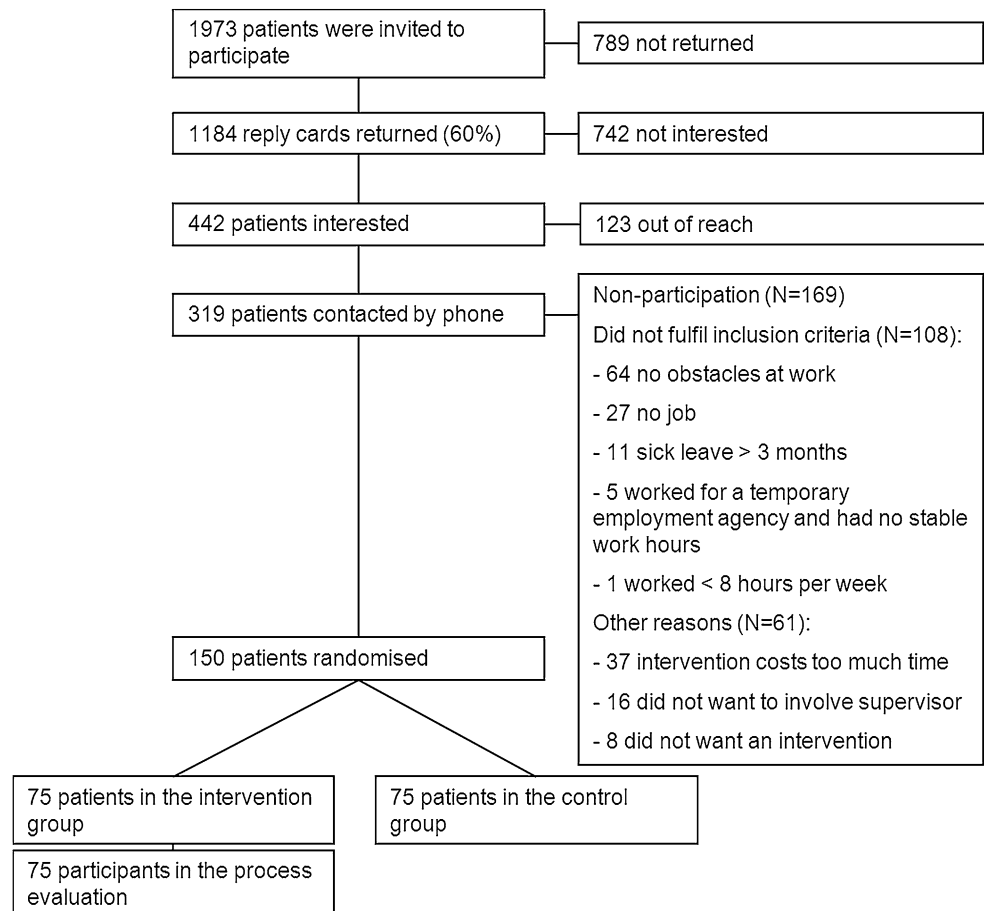 1973 patients were invited to
participate
789 not returned
1184 reply cards returned (60%)
742 not interested
442 patients interested
123 out of reach
319 patients contacted by phone
Non-participation (N=169)
Did not fulfil inclusion criteria (N=108):
- 64 no obstacles at work
- 27 no job
- 11 sick leave > 3 months
- 5 worked for a temporary
employment agency and had no stable
work hours
- 1 worked < 8 hours per week
Other reasons (N=61):
- 37 intervention costs too much time
- 16 did not want to involve supervisor
- 8 did not want an intervention
150 patients randomised
75 patients in the intervention
group
75 patients in the control
group
75 participants in the process
evaluation